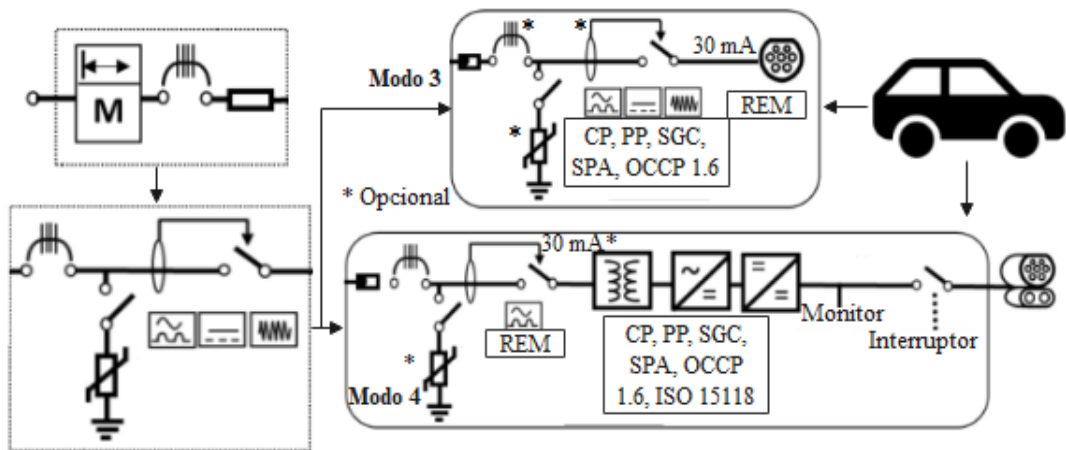 M
Modo 3
*
*
30 mA
*
REM
CP, PP, SGC,
SPA, OCCP 1.6
* Opcional
30 mA*
Monitor
Interruptor
REM
*
Modo 4
CP, PP, SGC,
SPA, OCCP
1.6, ISO 15118